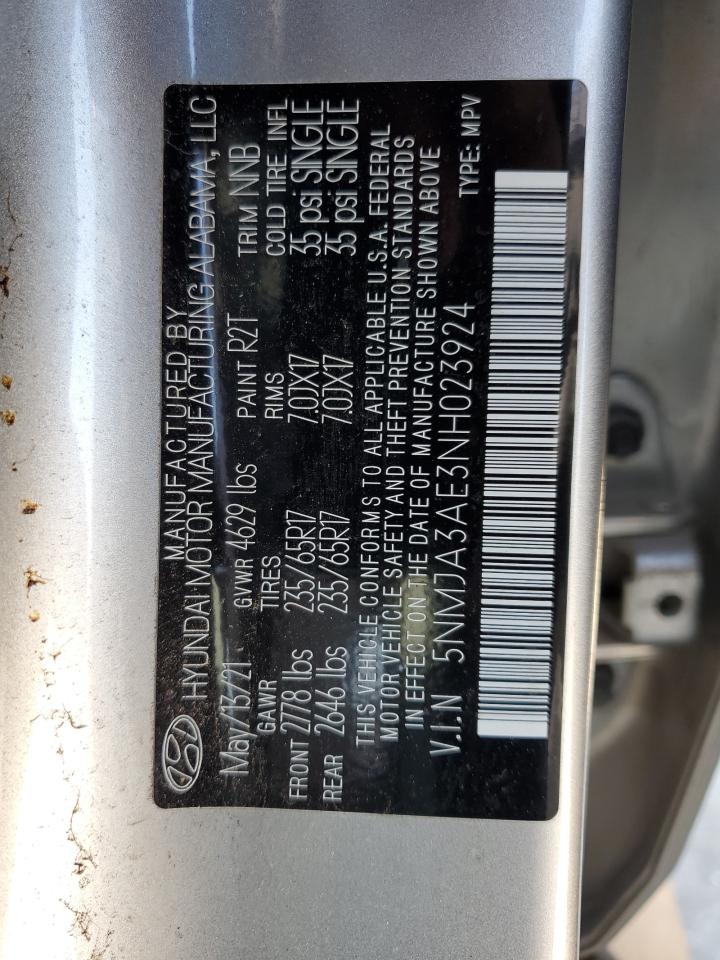 MANUFACTURED BY
HYUNDAI MOTOR MANUFACTURING ALABAMA, LLC
May/13/21 GVWR 4629 lbs PAINT R2T TRIM NNB
GAWR TIRES RIMS COLD TIRE. INFL
FRONT 2778 lbs 235/65R17 7.0JX17 35 psi SINGLE
REAR 2646 lbs 235/65R17 7.0JX17 35 psi SINGLE
THIS VEHICLE CONFORMS TO ALL APPLICABLE U.S.A. FEDERAL
MOTOR VEHICLE SAFETY AND THEFT PREVENTION STANDARDS
IN EFFECT ON THE DATE OF MANUFACTURE SHOWN ABOVE
V.I.N 5NMJA3AE3NH023924 TYPE: MPV